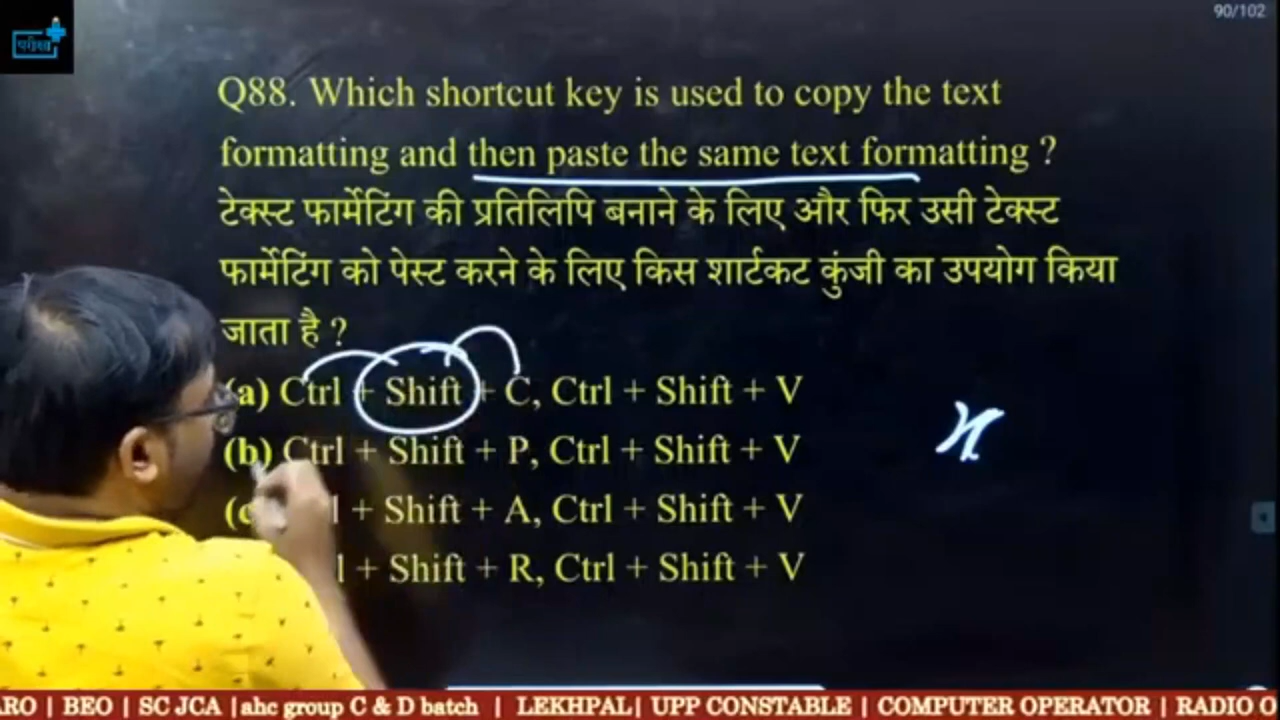 90/102
परीक्षा
Q88. Which shortcut key is used to copy the text
formatting and then paste the same text formatting ?
टेक्स्ट फार्मेटिंग की प्रतिलिपि बनाने के लिए और फिर उसी टेक्स्ट
फार्मेटिंग को पेस्ट करने के लिए किस शार्टकट कुंजी का उपयोग किया
जाता है ?
(a) Ctrl + Shift + C, Ctrl + Shift + V
(b) Ctrl + Shift + P, Ctrl + Shift + V
(c l + Shift + A, Ctrl + Shift + V
l + Shift + R, Ctrl + Shift + V
ARO | BEO | SC JCA |ahc group C & D batch | LEKHPAL| UPP CONSTABLE | COMPUTER OPERATOR | RADIO O